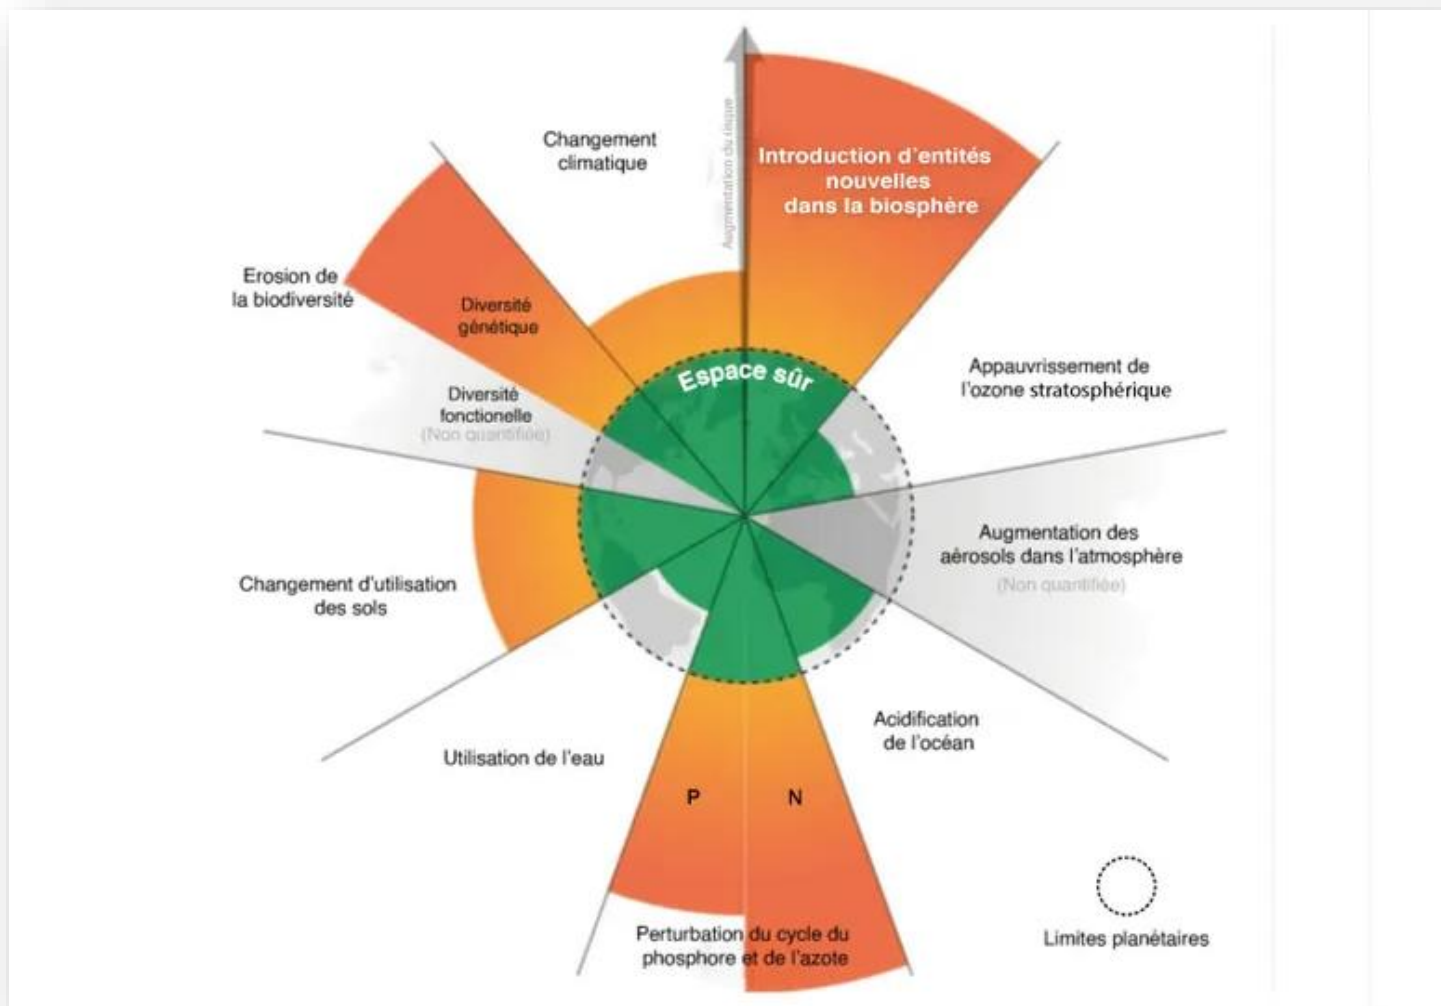 Changement
climatique
Augmentation du risque
Introduction d'entités
nouvelles
dans la biosphère
Erosion de
la biodiversité
Diversité
génétique
Espace sûr
Appauvrissement de
l'ozone stratosphérique
Diversité
fonctionelle
(Non quantifiée)
Augmentation des
aérosols dans l'atmosphère
(Non quantifiée)
Changement d'utilisation
des sols
Acidification
de l'océan
Utilisation de l'eau
P
N
Perturbation du cycle du
phosphore et de l'azote
Limites planétaires